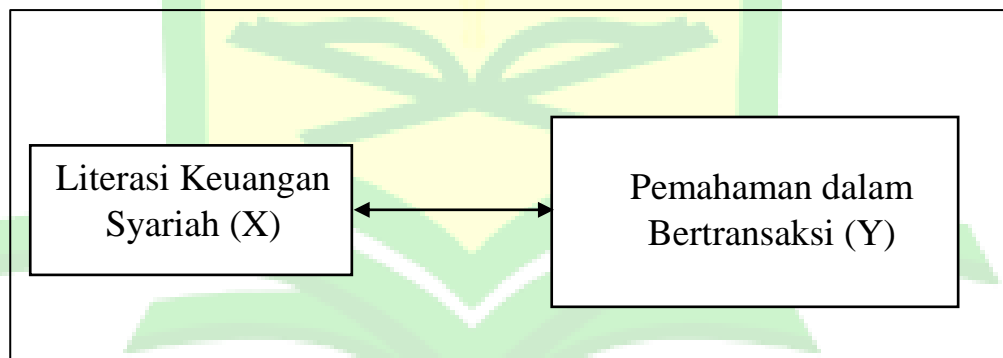 Literasi Keuangan
Syariah (X)
Pemahaman dalam
Bertransaksi (Y)